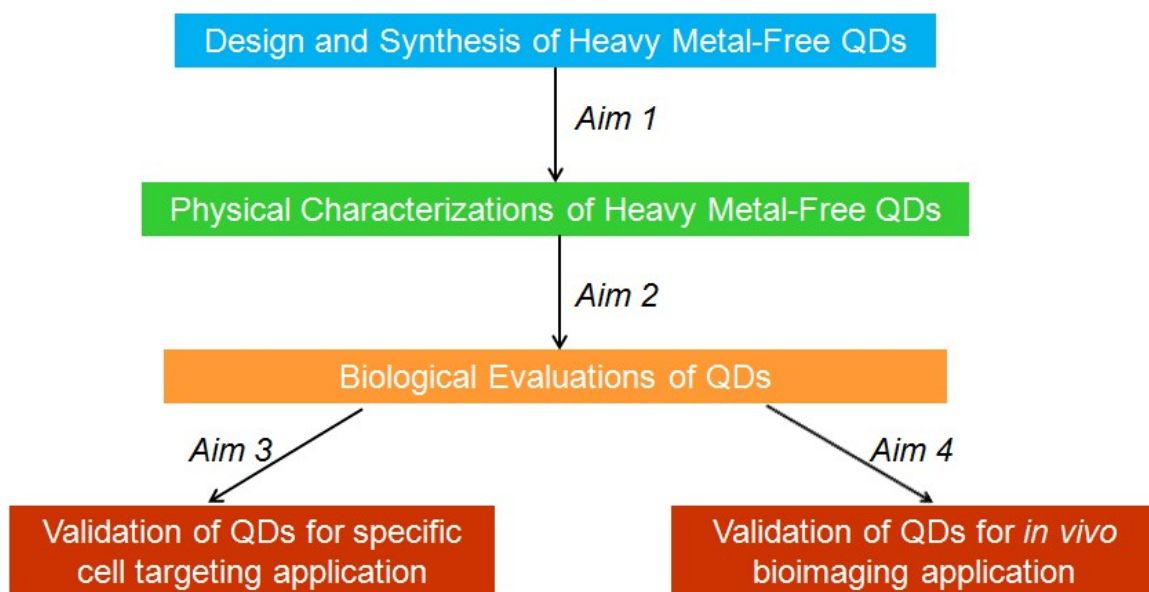 Design and Synthesis of Heavy Metal-Free QDs
Aim 1
Physical Characterizations of Heavy Metal-Free QDs
Aim 2
Biological Evaluations of QDs
Aim 3
Aim 4
Validation of QDs for specific
cell targeting application
Validation of QDs for in vivo
bioimaging application